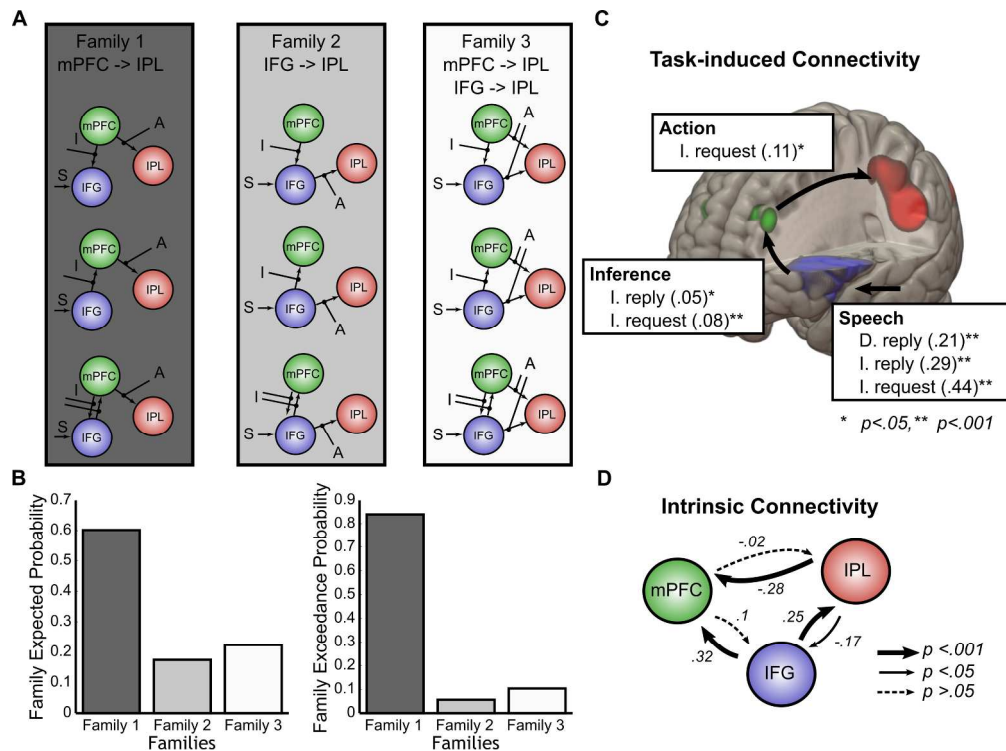 A
Family 1
mPFC -> IPL
mPFC
A
I
IPL
S
IFG
mPFC
A
I
IPL
S
IFG
mPFC
A
I
IPL
S
IFG
Family 2
IFG -> IPL
mPFC
I
IPL
S
IFG
A
mPFC
I
IPL
S
IFG
A
mPFC
I
IPL
S
IFG
A
Family 3
mPFC -> IPL
IFG -> IPL
mPFC
A
I
IPL
S
IFG
A
mPFC
I
IPL
S
IFG
A
mPFC
I
IPL
S
IFG
B
Family Expected Probability
0.7
0.6
0.5
0.4
0.3
0.2
0.1
0
Family 1 Family 2 Family 3
Families
Family Exceedance Probability
0.9
0.8
0.7
0.6
0.5
0.4
0.3
0.2
0.1
0
Family 1 Family 2 Family 3
Families
C
Task-induced Connectivity
Action
I. request (.11)*
Inference
I. reply (.05)*
I. request (.08)**
Speech
D. reply (.21)**
I. reply (.29)**
I. request (.44)**
* p<.05,** p<.001
D
Intrinsic Connectivity
-.02
mPFC
IPL
-.28
.1
.25
.32
-.17
IFG
p <.001
p <.05
p >.05